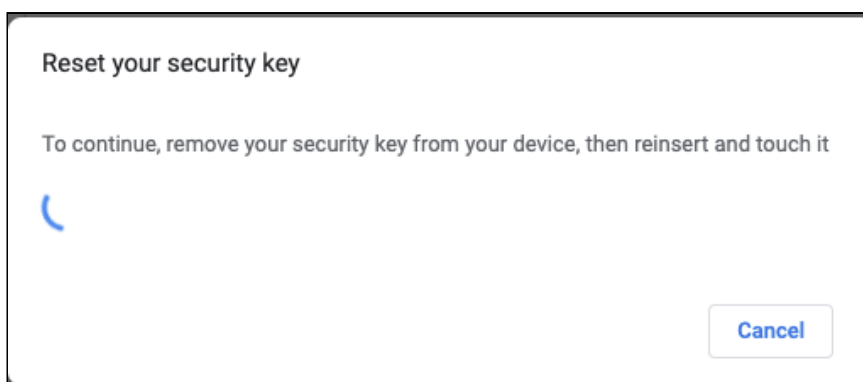 Reset your security key
To continue, remove your security key from your device, then reinsert and touch it
Cancel